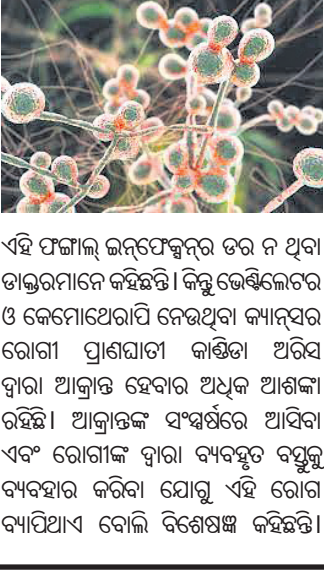 ଏହି ଫଙ୍ଗାଲ୍ ଇନ୍‌ଫେକ୍ସନ୍‌ର ଡର ନ ଥିବା
ଡାକ୍ତରମାନେ କହିଛନ୍ତି । କିନ୍ତୁ ଭେଣ୍ଟିଲେଟର
ଓ କେମୋଥେରାପି ନେଉଥିବା କ୍ୟାନ୍‌ସର
ରୋଗୀ ପ୍ରାଣଘାତୀ କାଣ୍ଡିଡା ଅରିସ
ଦ୍ୱାରା ଆକ୍ରାନ୍ତ ହେବାର ଅଧିକ ଆଶଙ୍କା
ରହିଛି। ଆକ୍ରାନ୍ତଙ୍କ ସଂସ୍ପର୍ଷରେ ଆସିବା
ଏବଂ ରୋଗୀଙ୍କ ଦ୍ୱାରା ବ୍ୟବହୃତ ବସ୍ତୁକୁ
ବ୍ୟବହାର କରିବା ଯୋଗୁ ଏହି ରୋଗ
ବ୍ୟାପିଥାଏ ବୋଲି ବିଶେଷଜ୍ଞ କହିଛନ୍ତି।